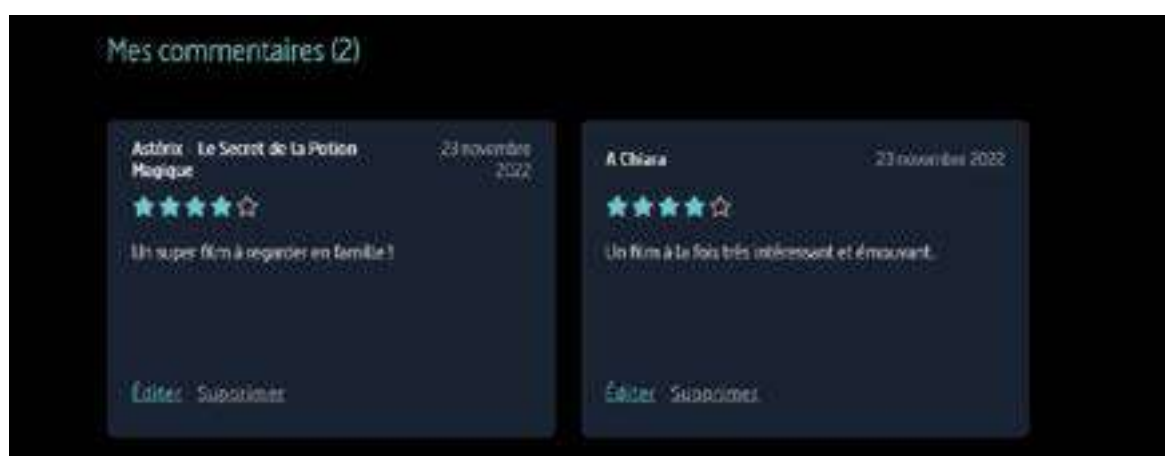 Mes commentaires (2)
Astérix Le Secret de La Potion
Magique
23 novembre
2022
Un super film à regarder en famille !
Éditer Supprimer
A Chiara
23 novembre 2022
Un film à la fois très intéressant et émouvant.
Éditer Supprimer